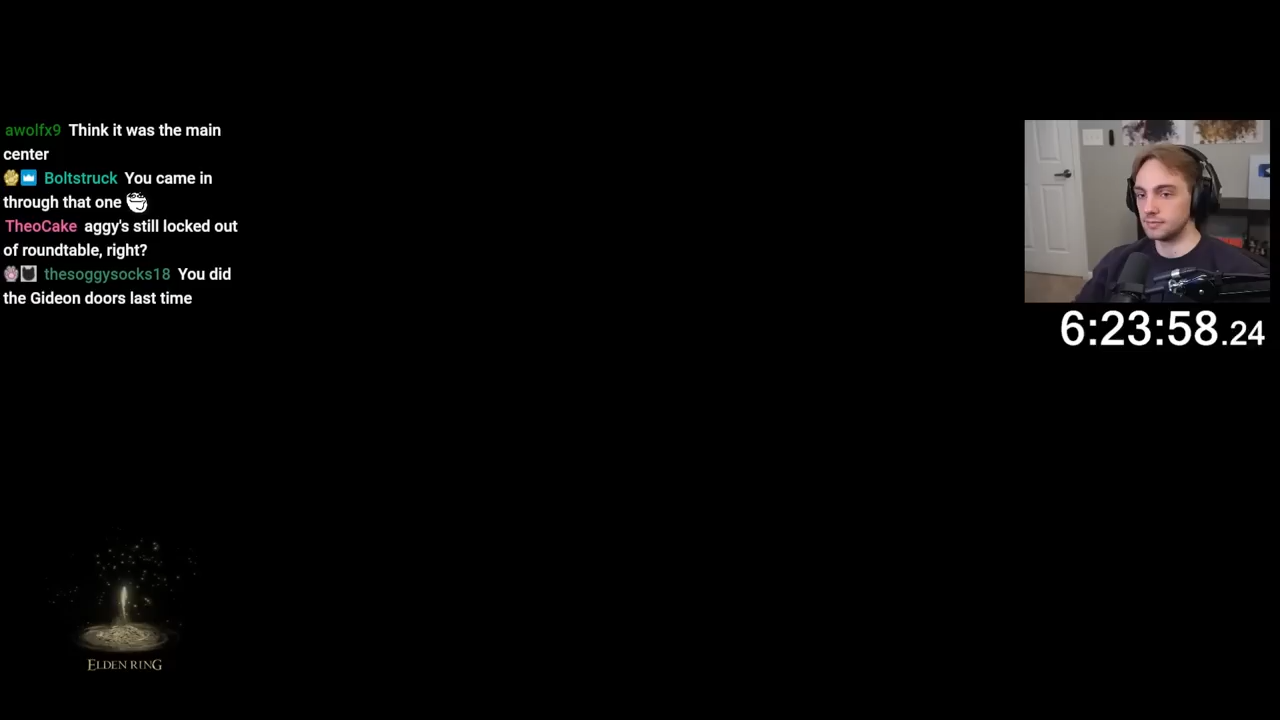 awolfx9 Think it was the main
center
Boltstruck You came in
through that one
TheoCake aggy's still locked out
of roundtable, right?
thesoggysocks18 You did
the Gideon doors last time
6:23:58.24
ELDEN RING